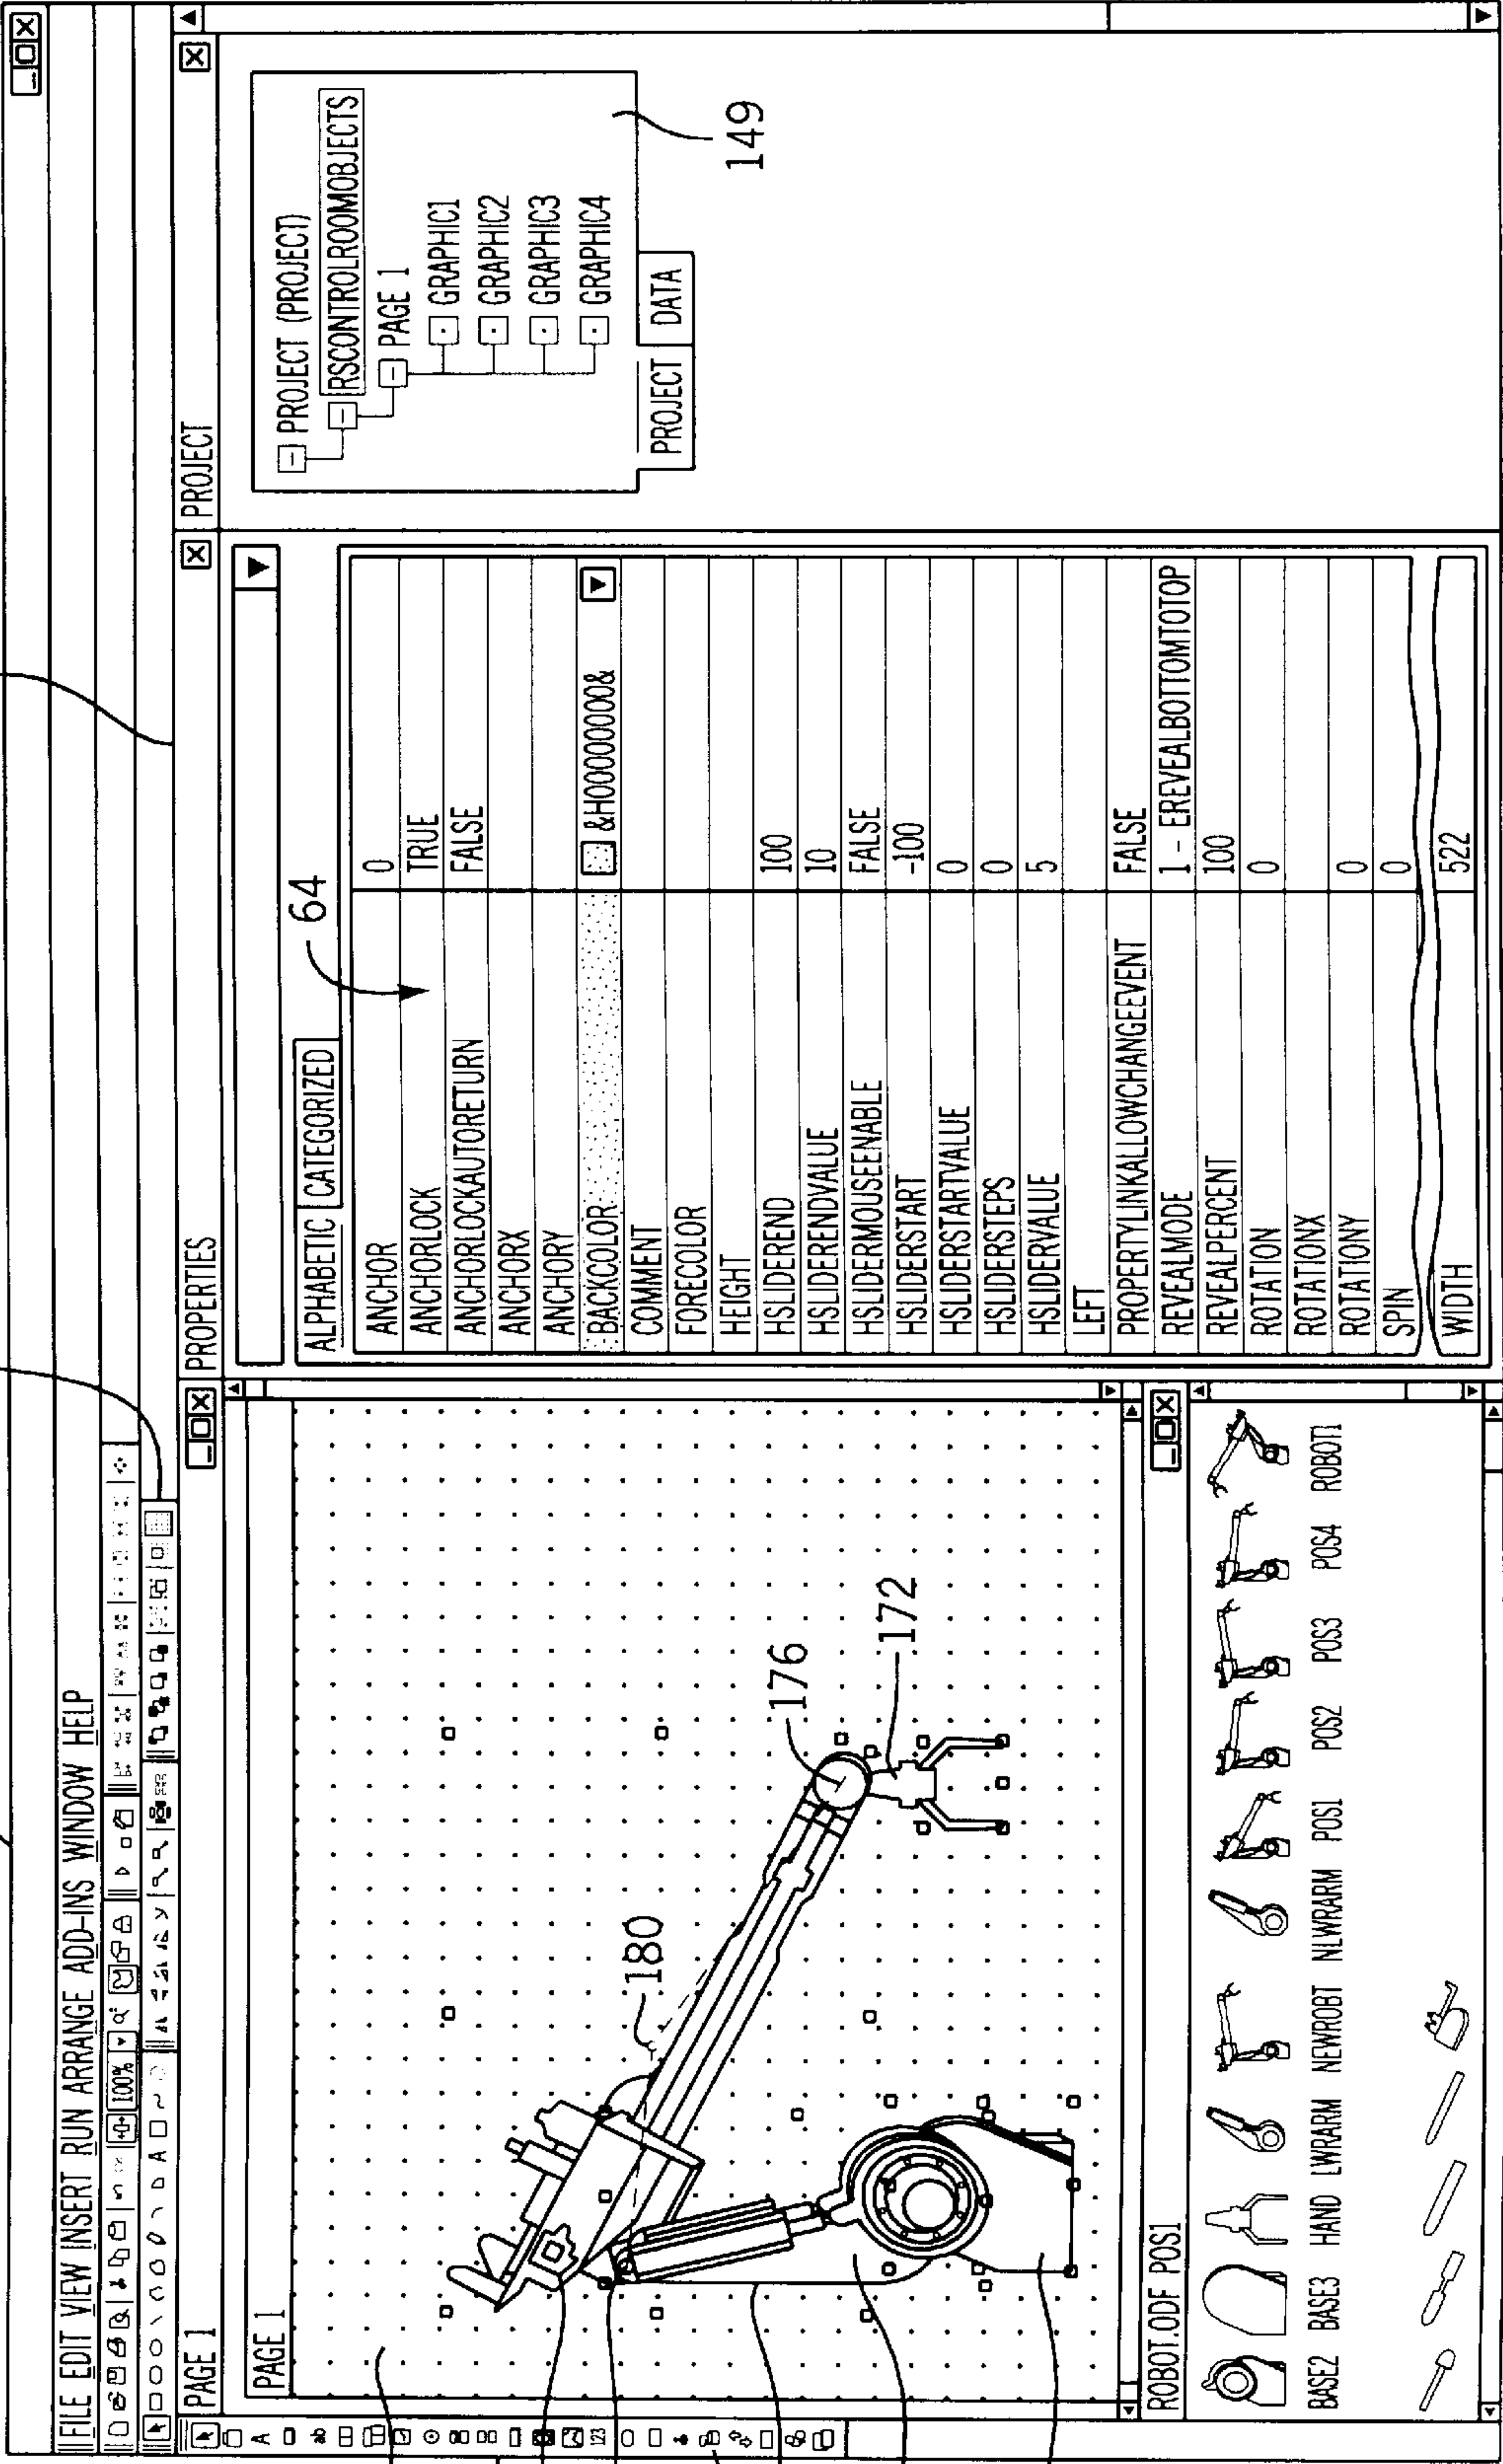 FILE EDIT VIEW INSERT RUN ARRANGE ADD-INS WINDOW HELP
100%
A
PAGE 1
PAGE 1
A
ab
123
180
176
172
ROBOT.ODF POS1
BASE2 BASE3 HAND LWRARM NEWROBT NLWRARM POS1 POS2 POS3 POS4 ROBOT1
PROPERTIES
ALPHABETIC CATEGORIZED
64
ANCHOR 0
ANCHORLOCK TRUE
ANCHORLOCKAUTORETURN FALSE
ANCHORX
ANCHORY
BACKCOLOR &H0000000&
COMMENT
FORECOLOR
HEIGHT
HSLIDEREND 100
HSLIDERENDVALUE 10
HSLIDERMOUSEENABLE FALSE
HSLIDERSTART -100
HSLIDERSTARTVALUE 0
HSLIDERSTEPS 0
HSLIDERVALUE 5
LEFT
PROPERTYLINKALLOWCHANGEEVENT FALSE
REVEALMODE 1 - EREVEALBOTTOMTOTOP
REVEALPERCENT 100
ROTATION 0
ROTATIONX
ROTATIONY 0
SPIN 0
WIDTH 522
PROJECT
PROJECT (PROJECT)
RSCONTROLROOMOBJECTS
PAGE 1
GRAPHIC1
GRAPHIC2
GRAPHIC3
GRAPHIC4
PROJECT DATA
149